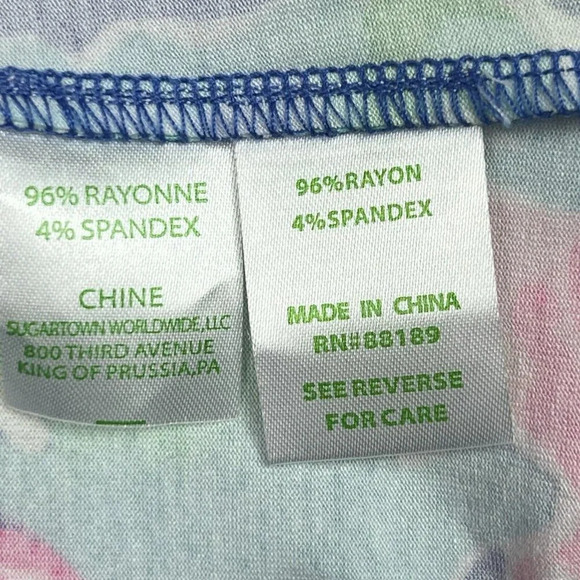 96% RAYONNE
4% SPANDEX
CHINE
SUGARTOWN WORLDWIDE, LLC
800 THIRD AVENUE
KING OF PRUSSIA, PA
96%RAYON
4%SPANDEX
MADE IN CHINA
RN#88189
SEE REVERSE
FOR CARE